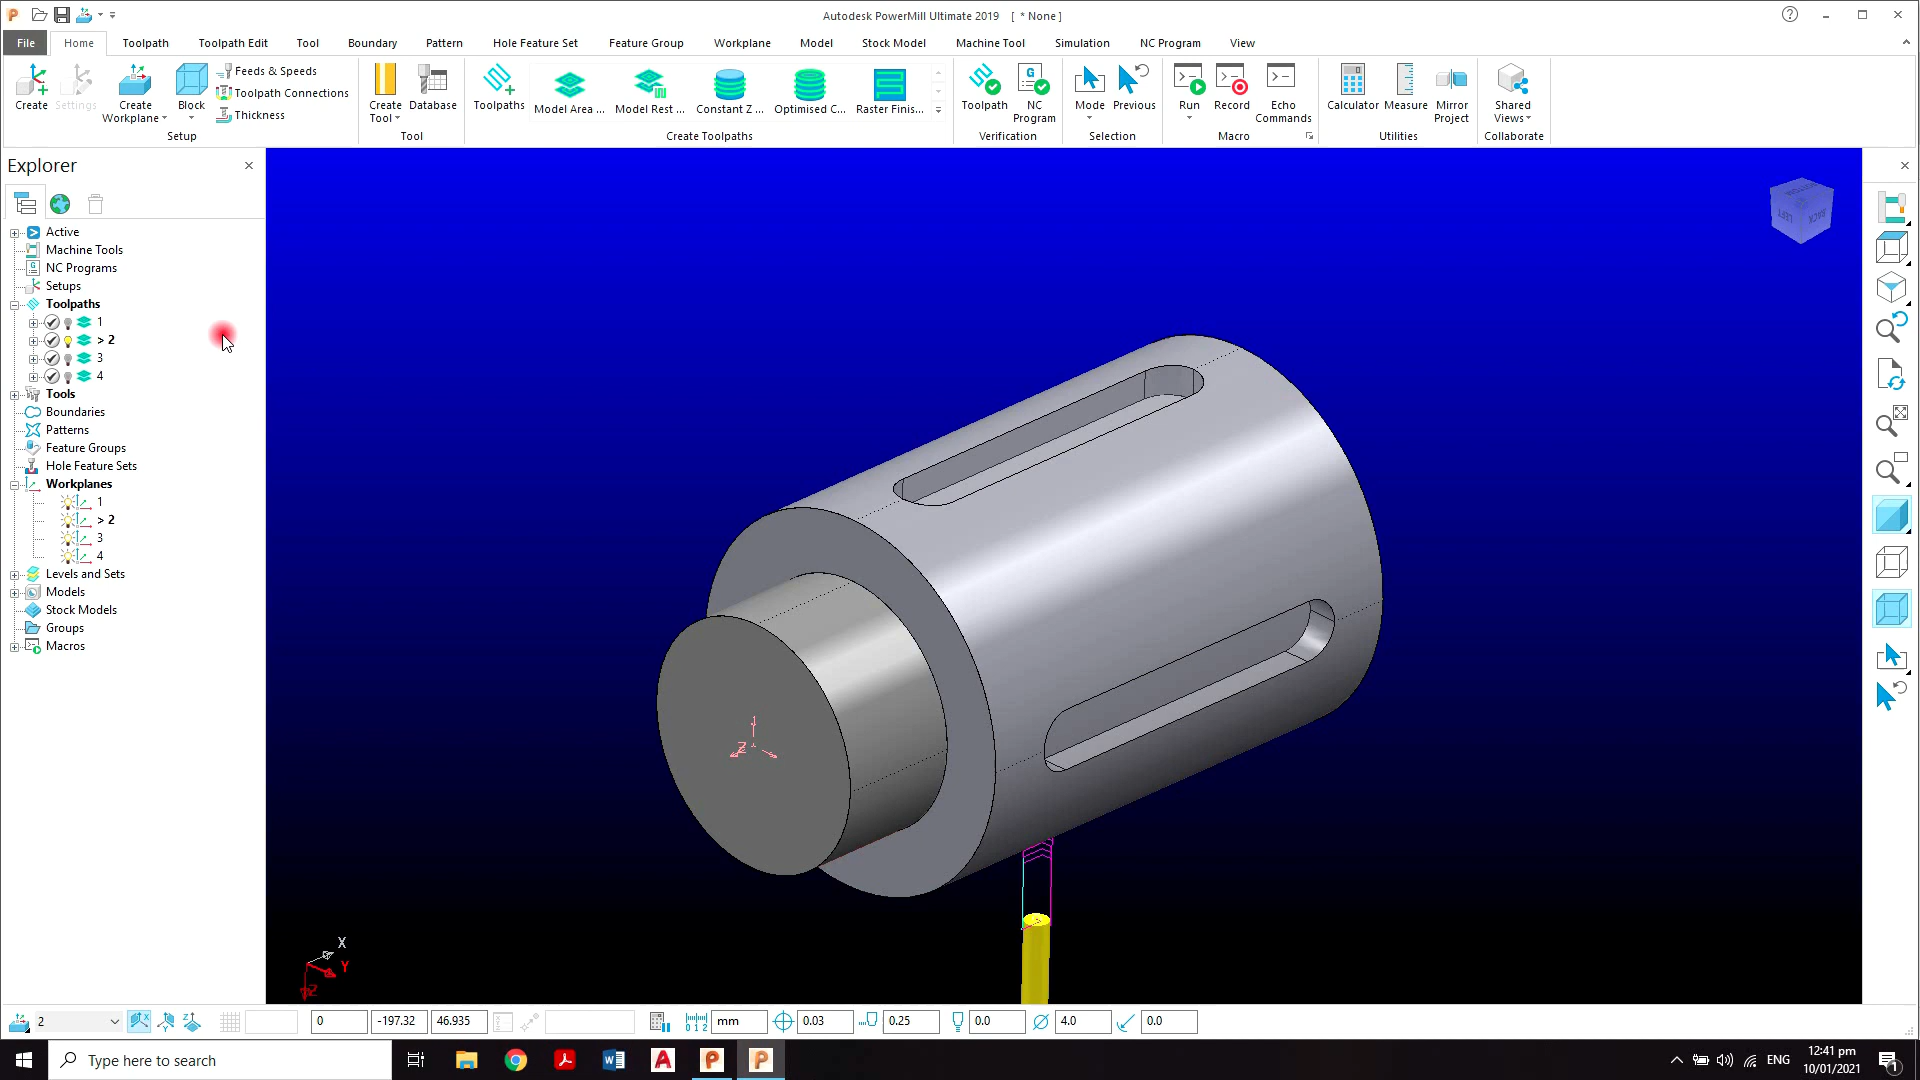 Autodesk PowerMill Ultimate 2019 [ * None ]
File Home Toolpath Toolpath Edit Tool Boundary Pattern Hole Feature Set Feature Group Workplane Model Stock Model Machine Tool Simulation NC Program View
Create Settings Create Workplane Block Feeds & Speeds Toolpath Connections Thickness
Create Tool Database Toolpaths Model Area ... Model Rest ... Constant Z ... Optimised C... Raster Finis...
Toolpath NC Program Mode Previous Run Record Echo Commands Calculator Measure Mirror Project Shared Views
Setup Tool Create Toolpaths Verification Selection Macro Utilities Collaborate
Explorer
Active
Machine Tools
NC Programs
Setups
Toolpaths
1
> 2
3
4
Tools
Boundaries
Patterns
Feature Groups
Hole Feature Sets
Workplanes
1
> 2
3
4
Levels and Sets
Models
Stock Models
Groups
Macros
LEFT BACK
Z
X
Y
Z
2 0 -197.32 46.935 mm 0.03 0.25 0.0 4.0 0.0
Type here to search
ENG
12:41 pm
10/01/2021
1